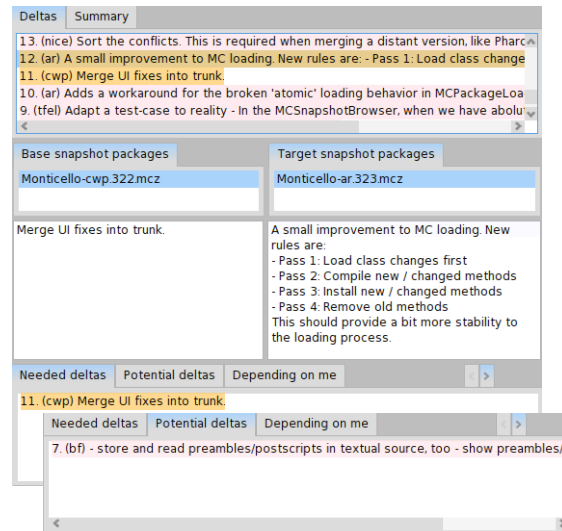 Deltas Summary
13. (nice) Sort the conflicts. This is required when merging a distant version, like Pharo
12. (ar) A small improvement to MC loading. New rules are: - Pass 1: Load class change
11. (cwp) Merge UI fixes into trunk.
10. (ar) Adds a workaround for the broken 'atomic' loading behavior in MCPackageLoa
9. (tfel) Adapt a test-case to reality - In the MCSnapshotBrowser, when we have abolut
Base snapshot packages
Monticello-cwp.322.mcz
Target snapshot packages
Monticello-ar.323.mcz
Merge UI fixes into trunk.
A small improvement to MC loading. New
rules are:
- Pass 1: Load class changes first
- Pass 2: Compile new / changed methods
- Pass 3: Install new / changed methods
- Pass 4: Remove old methods
This should provide a bit more stability to
the loading process.
Needed deltas Potential deltas Depending on me
11. (cwp) Merge UI fixes into trunk.
Needed deltas Potential deltas Depending on me
7. (bf) - store and read preambles/postscripts in textual source, too - show preambles/